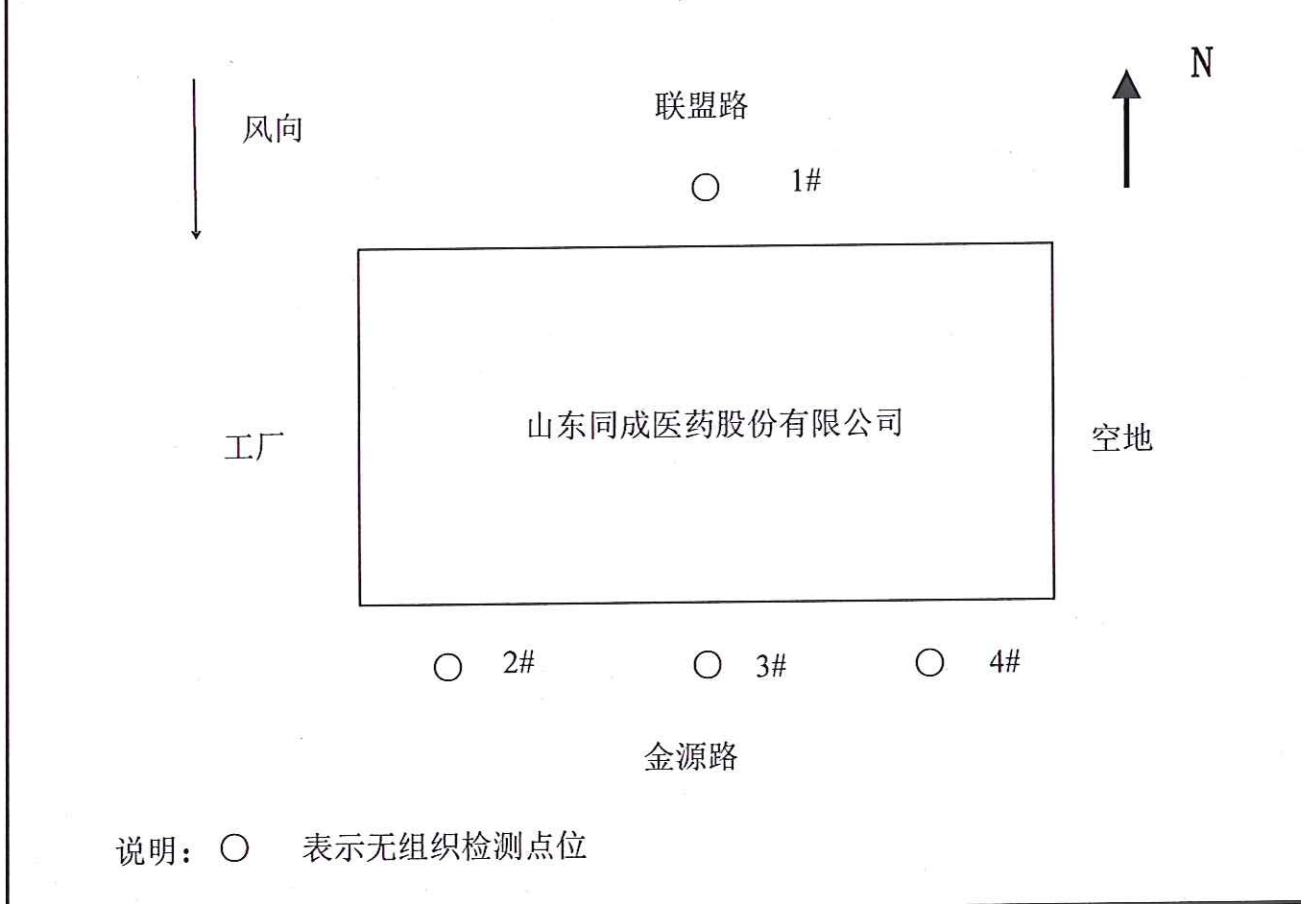 N
联盟路
风向
1#
山东同成医药股份有限公司
工厂
空地
2#
3#
4#
金源路
说明：○ 表示无组织检测点位